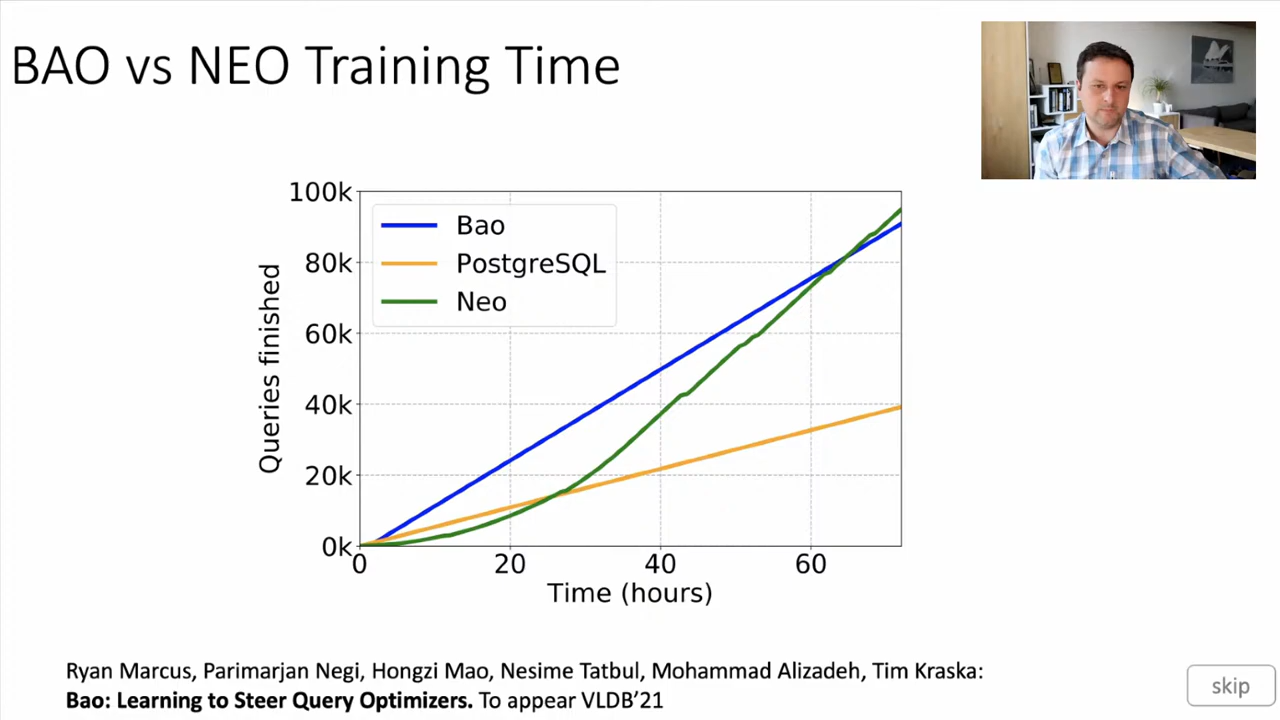 BAO vs NEO Training Time
100k
80k
60k
40k
20k
0k
Queries finished
Bao
PostgreSQL
Neo
0
20
40
60
Time (hours)
Ryan Marcus, Parimarjan Negi, Hongzi Mao, Nesime Tatbul, Mohammad Alizadeh, Tim Kraska:
Bao: Learning to Steer Query Optimizers. To appear VLDB’21
skip